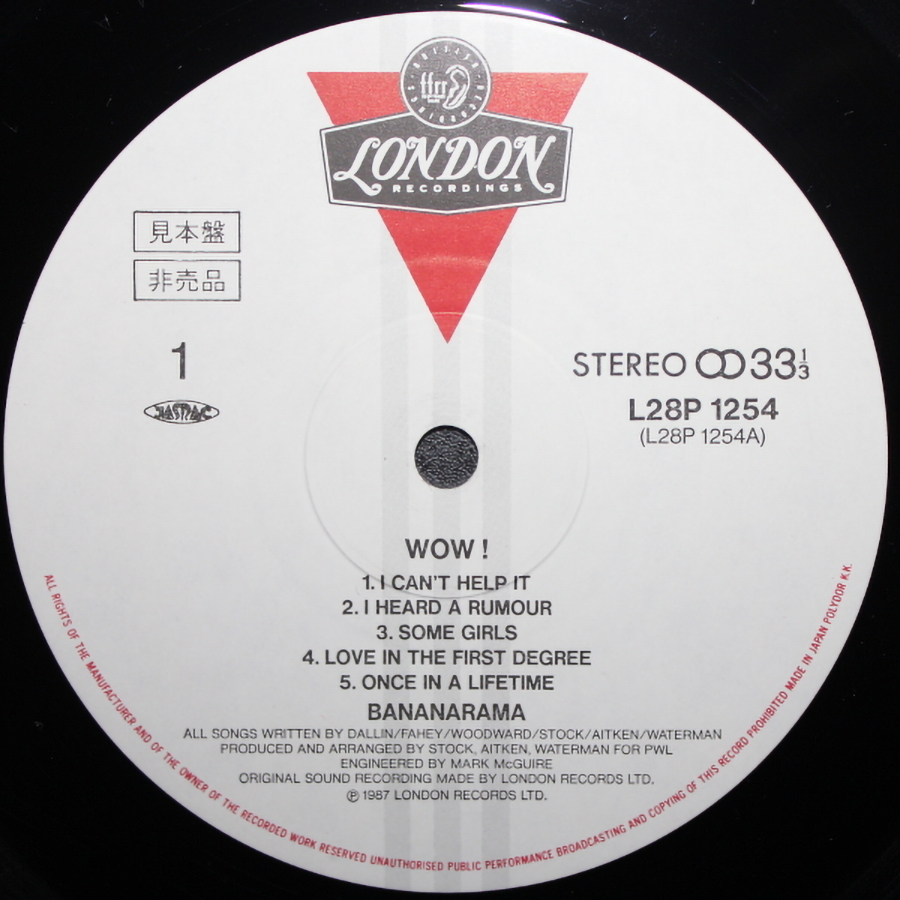 ffrr
LONDON
RECORDINGS
見本盤
非売品
1
JASRAC
STEREO 33 1/3
L28P 1254
(L28P 1254A)
WOW !
1. I CAN'T HELP IT
2. I HEARD A RUMOUR
3. SOME GIRLS
4. LOVE IN THE FIRST DEGREE
5. ONCE IN A LIFETIME
BANANARAMA
ALL SONGS WRITTEN BY DALLIN/FAHEY/WOODWARD/STOCK/AITKEN/WATERMAN
PRODUCED AND ARRANGED BY STOCK, AITKEN, WATERMAN FOR PWL
ENGINEERED BY MARK McGUIRE
ORIGINAL SOUND RECORDING MADE BY LONDON RECORDS LTD.
℗ 1987 LONDON RECORDS LTD.
ALL RIGHTS OF THE MANUFACTURER AND OF THE OWNER OF THE RECORDED WORK RESERVED UNAUTHORISED PUBLIC PERFORMANCE BROADCASTING AND COPYING OF THIS RECORD PROHIBITED MADE IN JAPAN POLYDOR K.K.